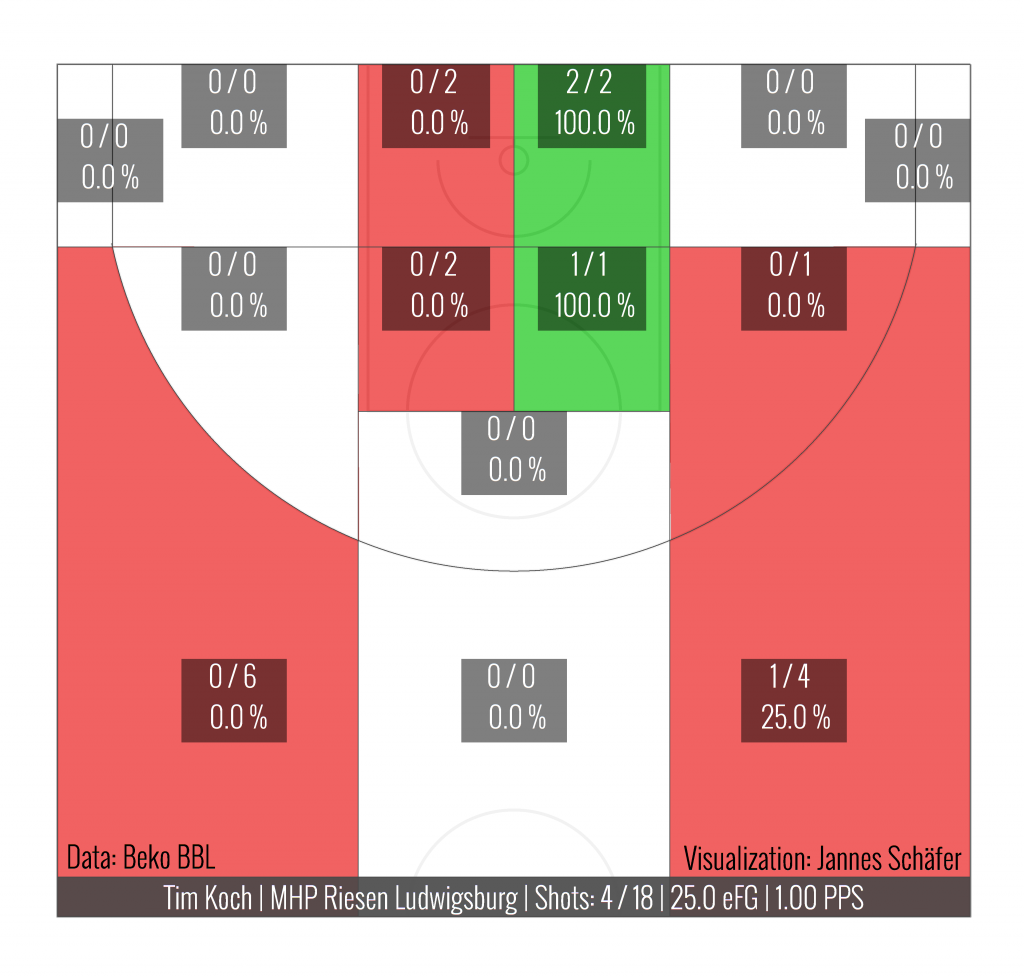 0 / 0
0.0 %
0 / 2
0.0 %
2 / 2
100.0 %
0 / 0
0.0 %
0 / 0
0.0 %
0 / 0
0.0 %
0 / 0
0.0 %
0 / 2
0.0 %
1 / 1
100.0 %
0 / 1
0.0 %
0 / 0
0.0 %
0 / 6
0.0 %
0 / 0
0.0 %
1 / 4
25.0 %
Data: Beko BBL
Visualization: Jannes Schäfer
Tim Koch | MHP Riesen Ludwigsburg | Shots: 4 / 18 | 25.0 eFG | 1.00 PPS